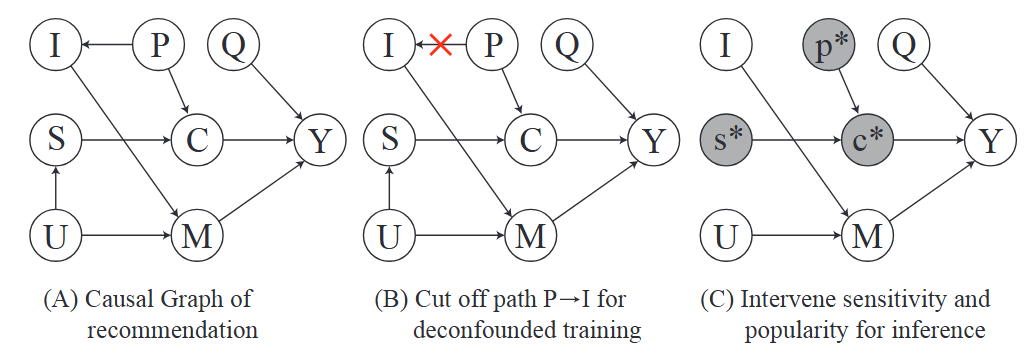 I P Q
S C Y
U M
(A) Causal Graph of
recommendation
I P Q
S C Y
U M
(B) Cut off path P→I for
deconfounded training
I p* Q
s* c* Y
U M
(C) Intervene sensitivity and
popularity for inference